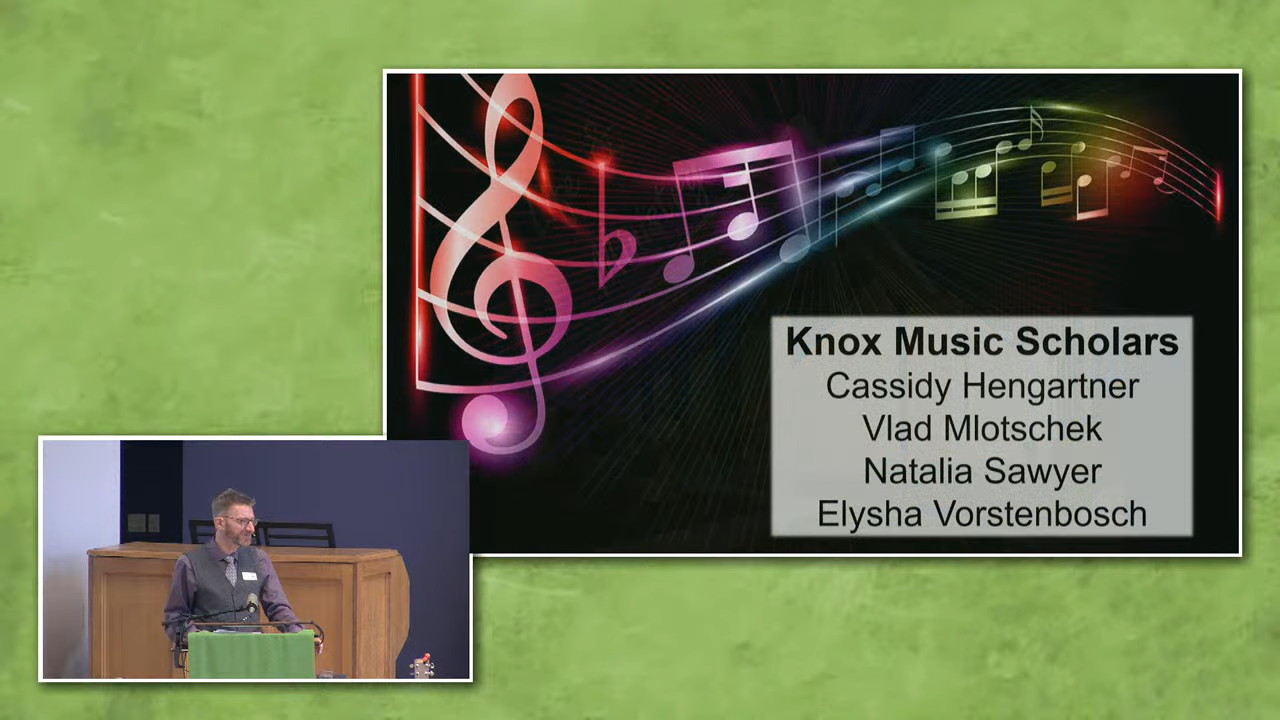 Knox Music Scholars
Cassidy Hengartner
Vlad Mlotschek
Natalia Sawyer
Elysha Vorstenbosch